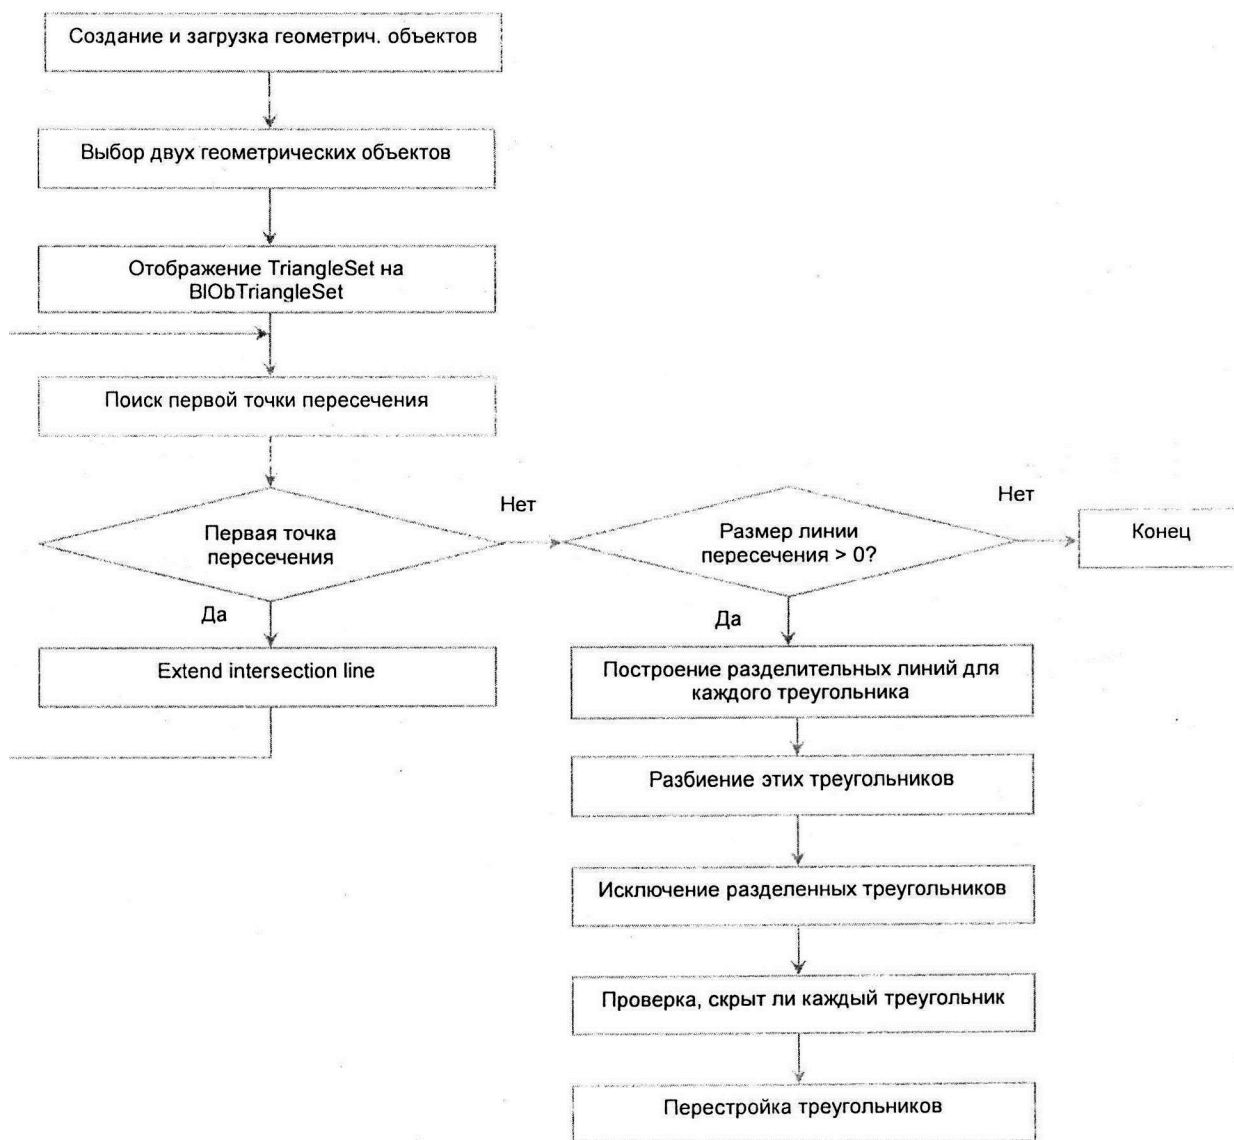 Создание и загрузка геометрич. объектов
Выбор двух геометрических объектов
Отображение TriangleSet на
BlObTriangleSet
Поиск первой точки пересечения
Первая точка
пересечения
Нет
Да
Extend intersection line
Размер линии
пересечения > 0?
Нет
Конец
Да
Построение разделительных линий для
каждого треугольника
Разбиение этих треугольников
Исключение разделенных треугольников
Проверка, скрыт ли каждый треугольник
Перестройка треугольников